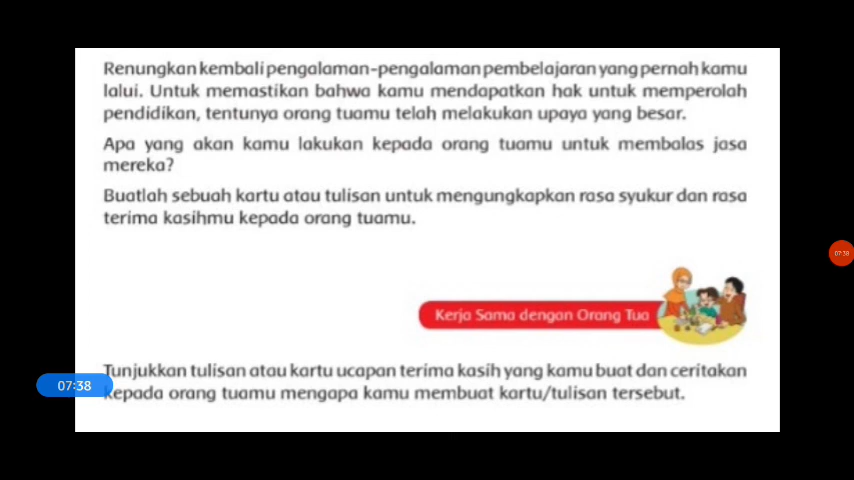 Renungkan kembali pengalaman-pengalaman pembelajaran yang pernah kamu
lalui. Untuk memastikan bahwa kamu mendapatkan hak untuk memperolah
pendidikan, tentunya orang tuamu telah melakukan upaya yang besar.
Apa yang akan kamu lakukan kepada orang tuamu untuk membalas jasa
mereka?
Buatlah sebuah kartu atau tulisan untuk mengungkapkan rasa syukur dan rasa
terima kasihmu kepada orang tuamu.
07:38
Kerja Sama dengan Orang Tua
Tunjukkan tulisan atau kartu ucapan terima kasih yang kamu buat dan ceritakan
07:38
kepada orang tuamu mengapa kamu membuat kartu/tulisan tersebut.